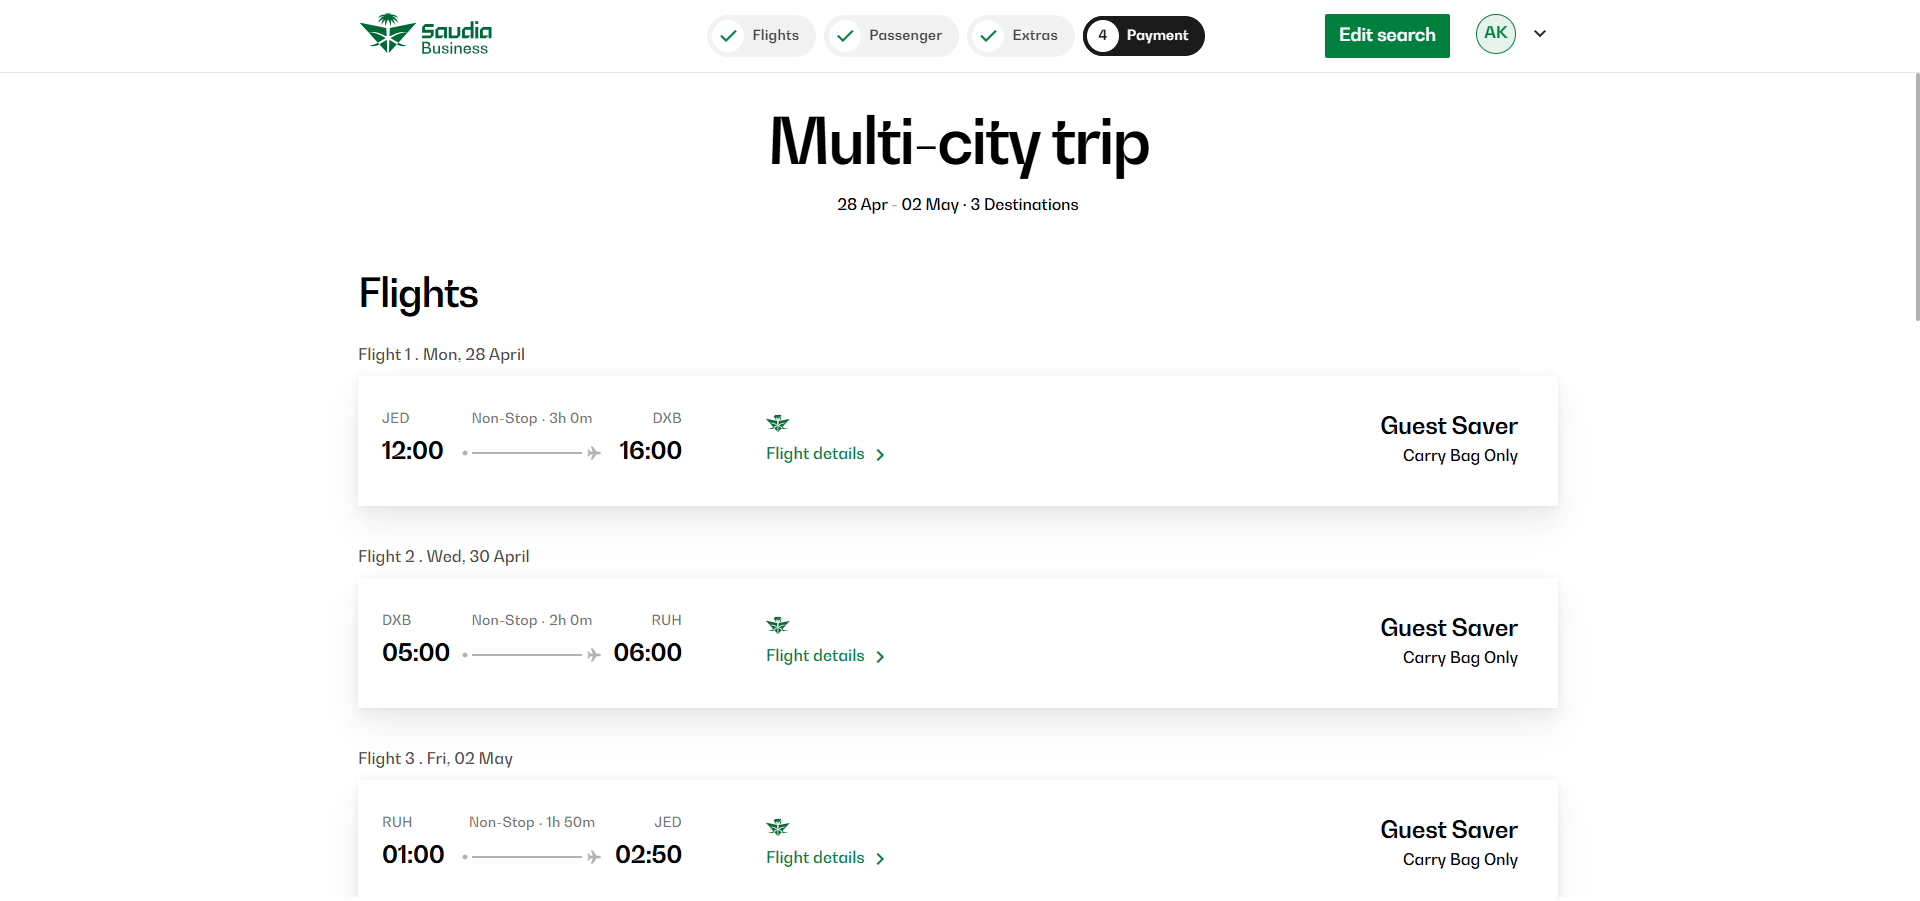 Saudia
Business
Flights
Passenger
Extras
4 Payment
Edit search
AK
Multi-city trip
28 Apr - 02 May · 3 Destinations
Flights
Flight 1 . Mon, 28 April
JED Non-Stop · 3h 0m DXB
12:00 16:00
Flight details
Guest Saver
Carry Bag Only
Flight 2 . Wed, 30 April
DXB Non-Stop · 2h 0m RUH
05:00 06:00
Flight details
Guest Saver
Carry Bag Only
Flight 3 . Fri, 02 May
RUH Non-Stop · 1h 50m JED
01:00 02:50
Flight details
Guest Saver
Carry Bag Only